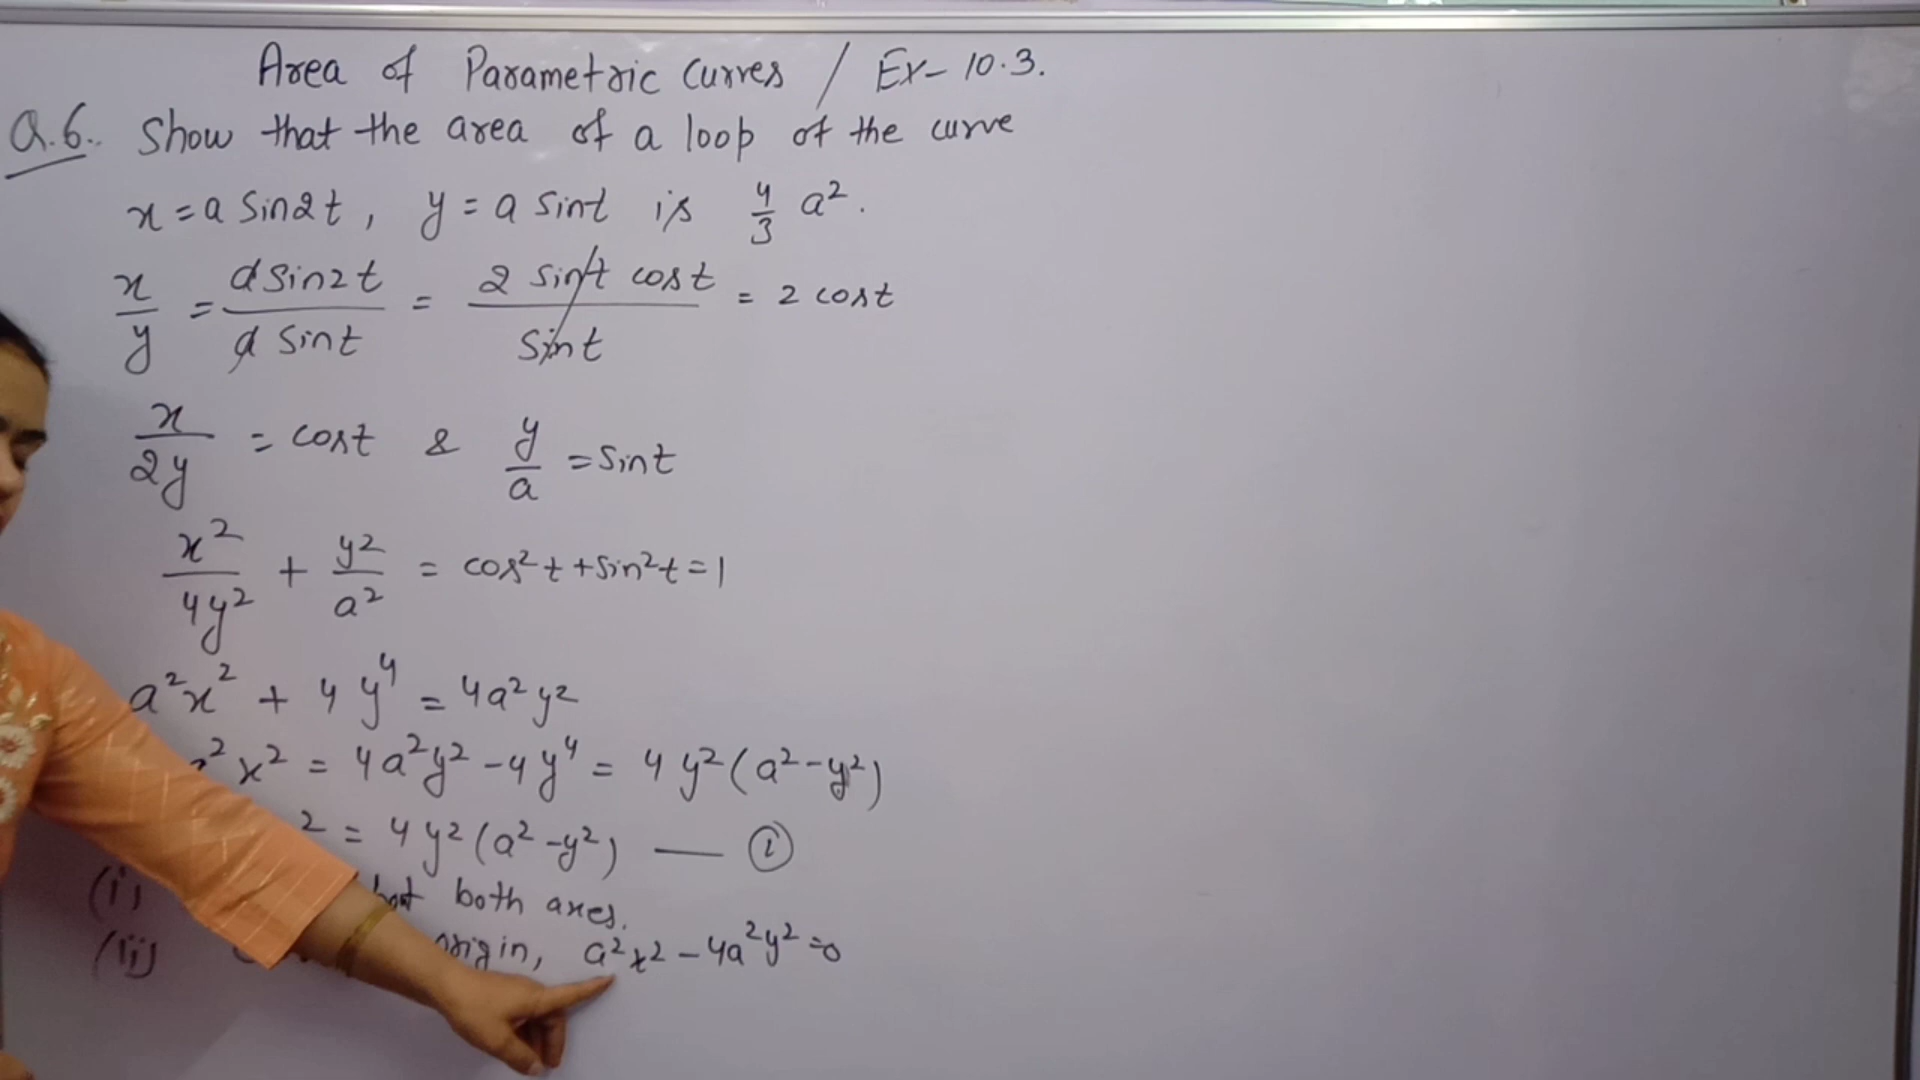 Area of Parametric Curves / Ex- 10.3.
Q.6. Show that the area of a loop of the curve
x = a sin2t, y = a sint is 4/3 a².
x/y = a sin2t / a sint = 2 sint cost / sint = 2 cost
x/2y = cost & y/a = sint
x²/4y² + y²/a² = cos²t + sin²t = 1
a²x² + 4y⁴ = 4a²y²
²x² = 4a²y² - 4y⁴ = 4y²(a² - y²)
² = 4y²(a² - y²) — ①
(i) both axes.
(ii) origin, a²x² - 4a²y² = 0